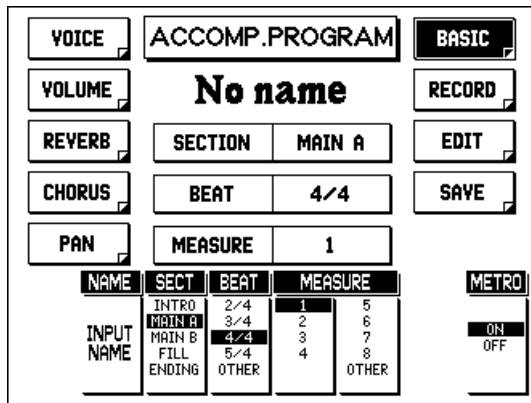 VOICE
ACCOMP.PROGRAM
BASIC
VOLUME
No name
RECORD
REVERB
SECTION MAIN A
EDIT
CHORUS
BEAT 4/4
SAVE
PAN
MEASURE 1
NAME SECT BEAT MEASURE METRO
INPUT
NAME
INTRO
MAIN A
MAIN B
FILL
ENDING
2/4
3/4
4/4
5/4
OTHER
1
2
3
4
5
6
7
8
OTHER
ON
OFF